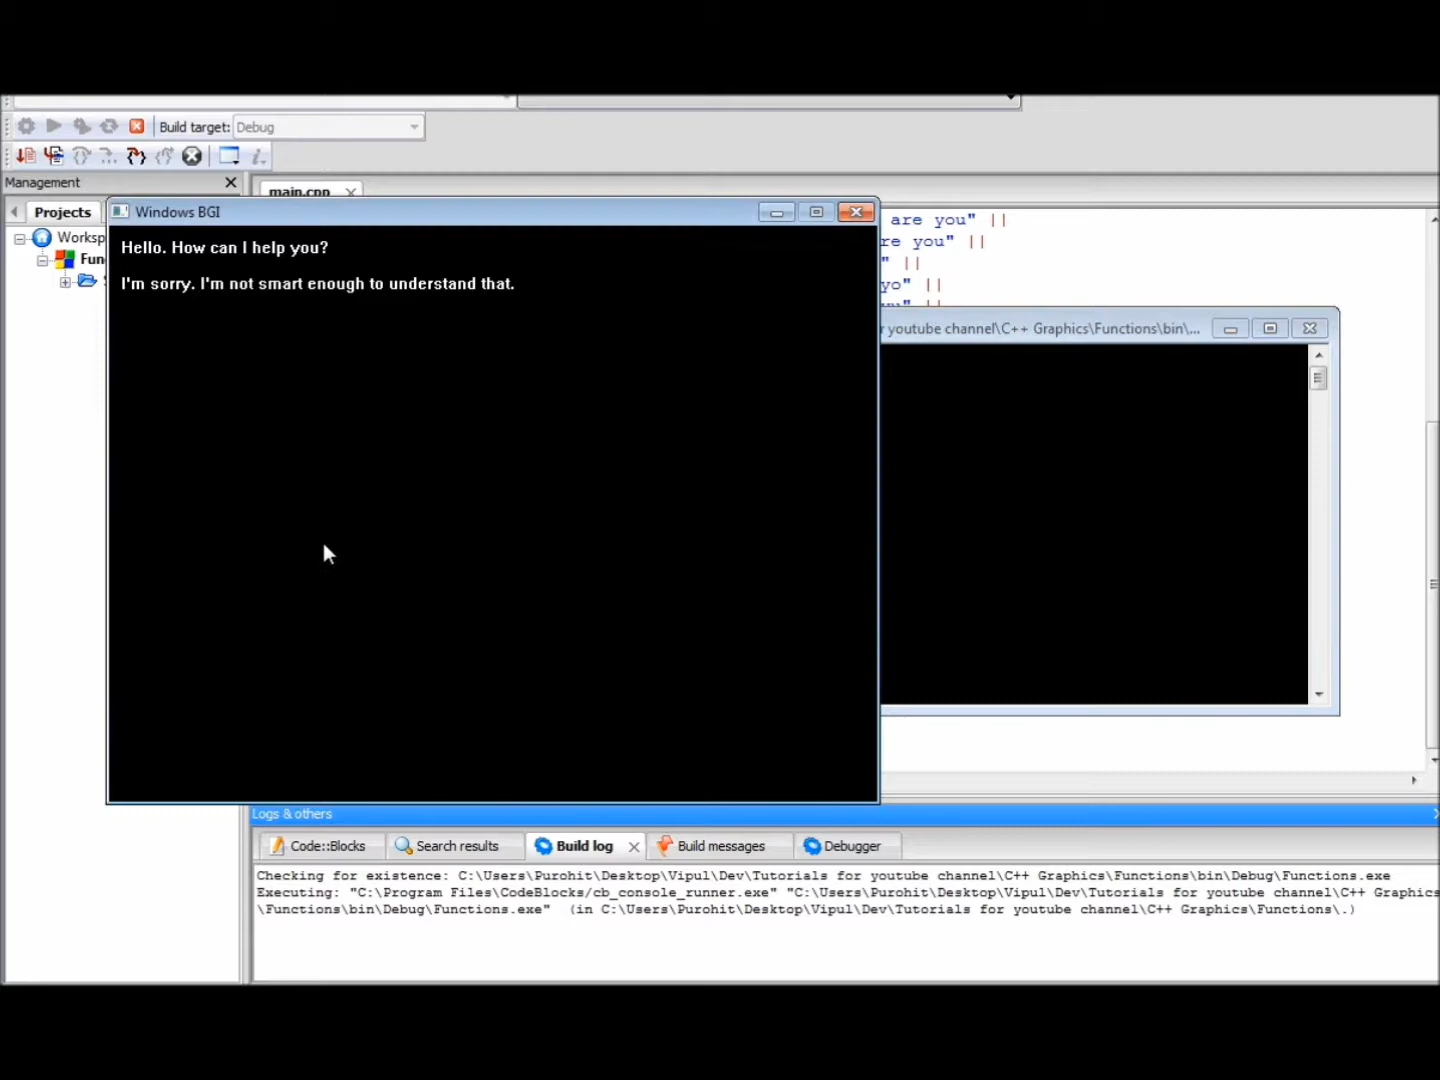 Build target: Debug
Management
main.cpp
Projects
Windows BGI
are you" ||
Worksp
Hello. How can I help you?
re you" ||
" ||
I'm sorry. I'm not smart enough to understand that.
yo" ||
r youtube channel\C++ Graphics\Functions\bin\...
Logs & others
Code::Blocks Search results Build log Build messages Debugger
Checking for existence: C:\Users\Purohit\Desktop\Vipul\Dev\Tutorials for youtube channel\C++ Graphics\Functions\bin\Debug\Functions.exe
Executing: "C:\Program Files\CodeBlocks/cb_console_runner.exe" "C:\Users\Purohit\Desktop\Vipul\Dev\Tutorials for youtube channel\C++ Graphics
\Functions\bin\Debug\Functions.exe" (in C:\Users\Purohit\Desktop\Vipul\Dev\Tutorials for youtube channel\C++ Graphics\Functions\.)